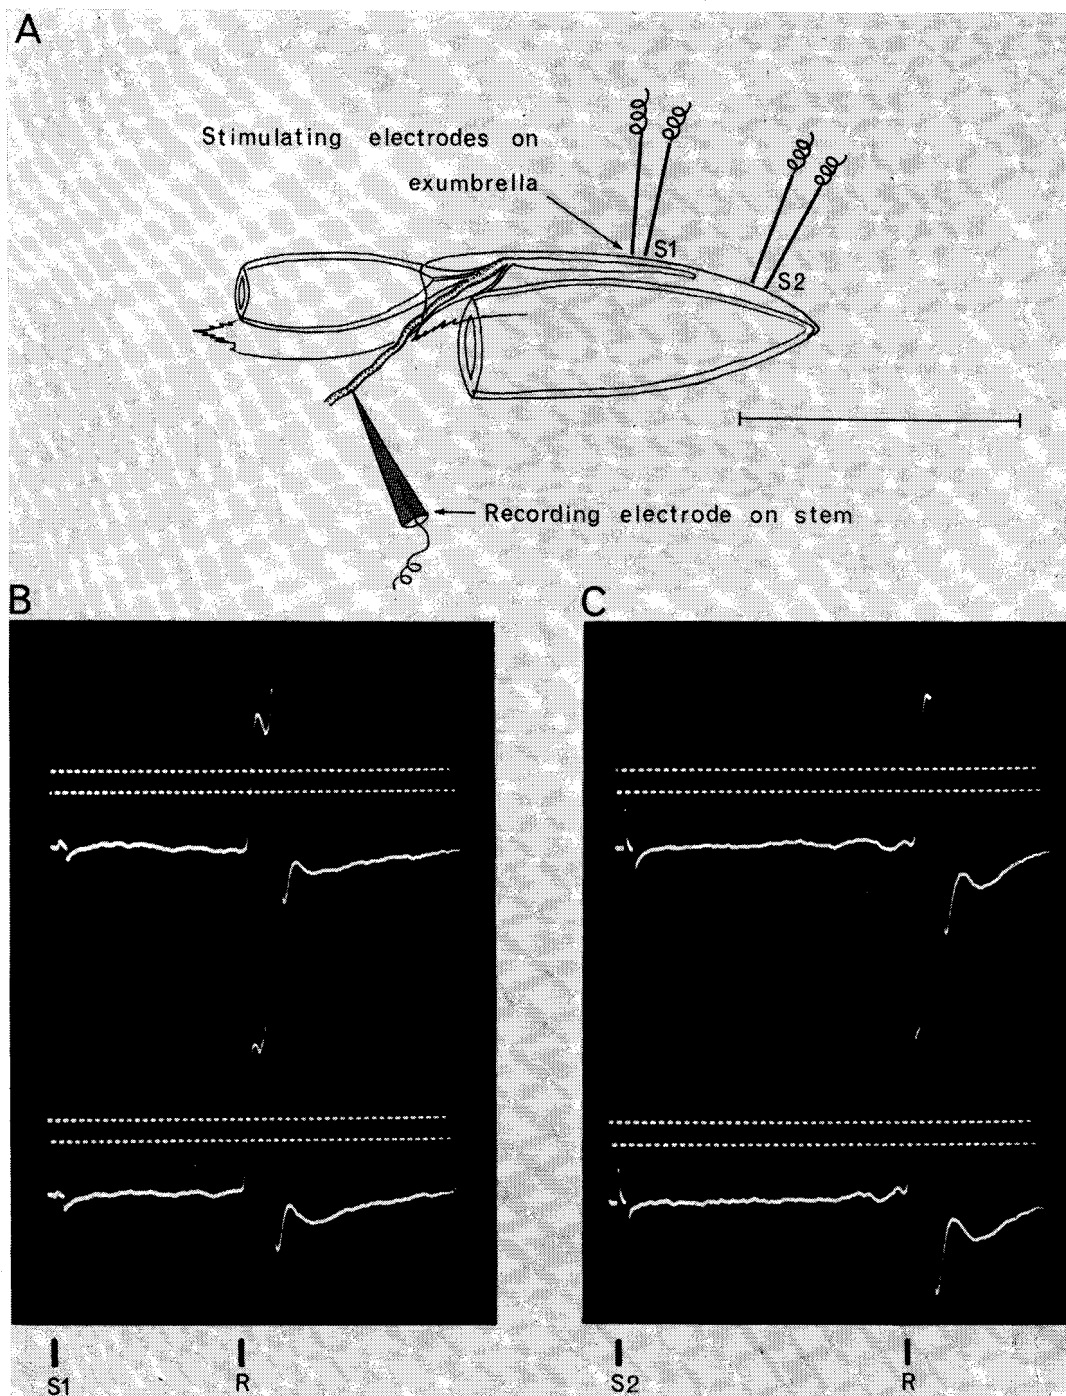 A
Stimulating electrodes on
exumbrella
S1
S2
Recording electrode on stem
B
C
S1
R
S2
R